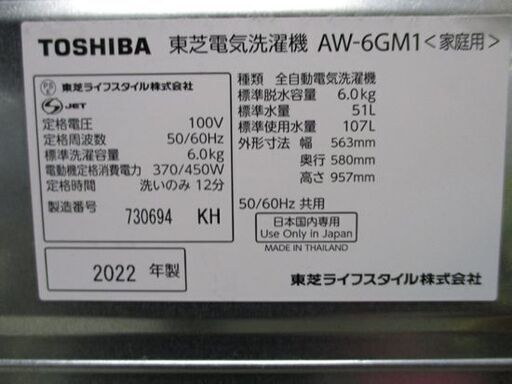 TOSHIBA 東芝電気洗濯機 AW-6GM1<家庭用>
東芝ライフスタイル株式会社
JET
定格電圧 100V
定格周波数 50/60Hz
標準洗濯容量 6.0kg
電動機定格消費電力 370/450W
定格時間 洗いのみ 12分
製造番号 730694 KH
2022 年製
種類 全自動電気洗濯機
標準脱水容量 6.0kg
標準水量 51L
標準使用水量 107L
外形寸法 幅 563mm
奥行 580mm
高さ 957mm
50/60Hz 共用
日本国内専用
Use Only in Japan
MADE IN THAILAND
東芝ライフスタイル株式会社